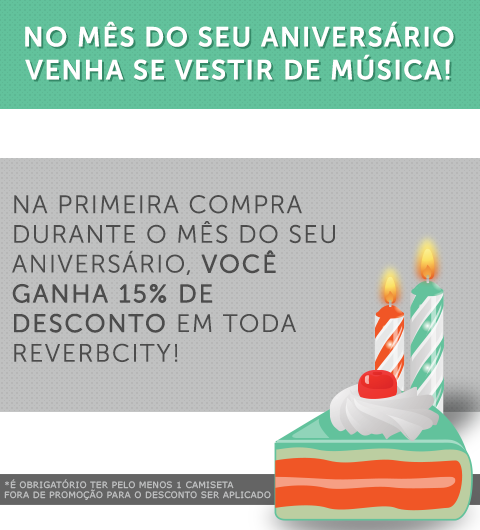 NO MÊS DO SEU ANIVERSÁRIO
VENHA SE VESTIR DE MÚSICA!
NA PRIMEIRA COMPRA
DURANTE O MÊS DO SEU
ANIVERSÁRIO, VOCÊ
GANHA 15% DE
DESCONTO EM TODA
REVERBCITY!
*É OBRIGATÓRIO TER PELO MENOS 1 CAMISETA
FORA DE PROMOÇÃO PARA O DESCONTO SER APLICADO